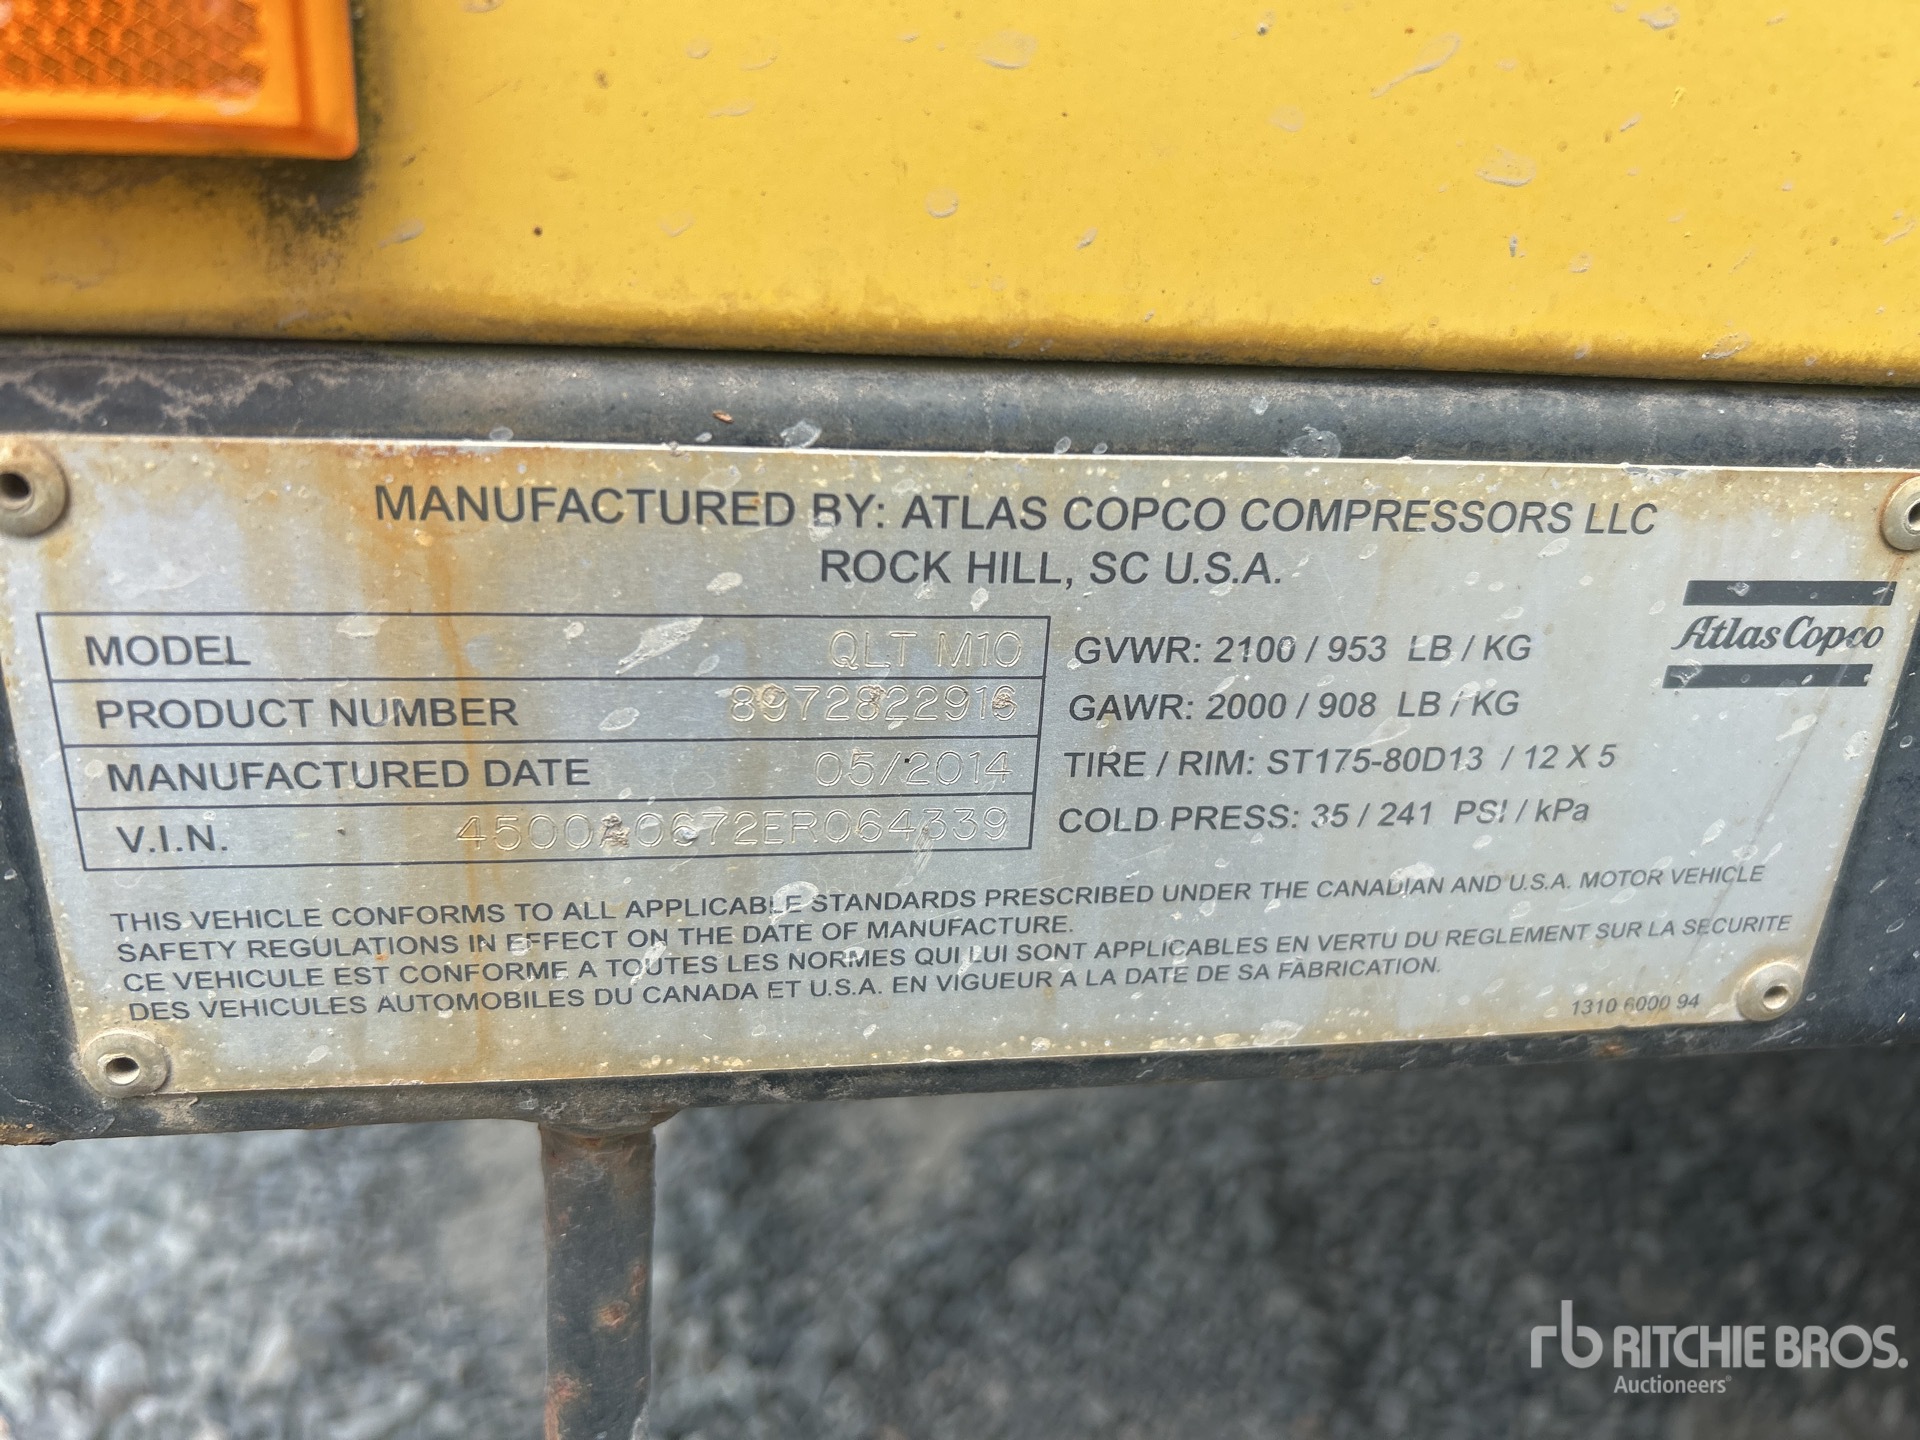 MANUFACTURED BY: ATLAS COPCO COMPRESSORS LLC
ROCK HILL, SC U.S.A.
MODEL QLT M10
PRODUCT NUMBER 8972822916
MANUFACTURED DATE 05/2014
V.I.N. 4500A0672ER064339
GVWR: 2100 / 953 LB / KG
GAWR: 2000 / 908 LB / KG
TIRE / RIM: ST175-80D13 / 12 X 5
COLD PRESS: 35 / 241 PSI / kPa
Atlas Copco
THIS VEHICLE CONFORMS TO ALL APPLICABLE STANDARDS PRESCRIBED UNDER THE CANADIAN AND U.S.A. MOTOR VEHICLE
SAFETY REGULATIONS IN EFFECT ON THE DATE OF MANUFACTURE.
CE VEHICULE EST CONFORME A TOUTES LES NORMES QUI LUI SONT APPLICABLES EN VERTU DU REGLEMENT SUR LA SECURITE
DES VEHICULES AUTOMOBILES DU CANADA ET U.S.A. EN VIGUEUR A LA DATE DE SA FABRICATION.
1310 6000 94
rb RITCHIE BROS.
Auctioneers